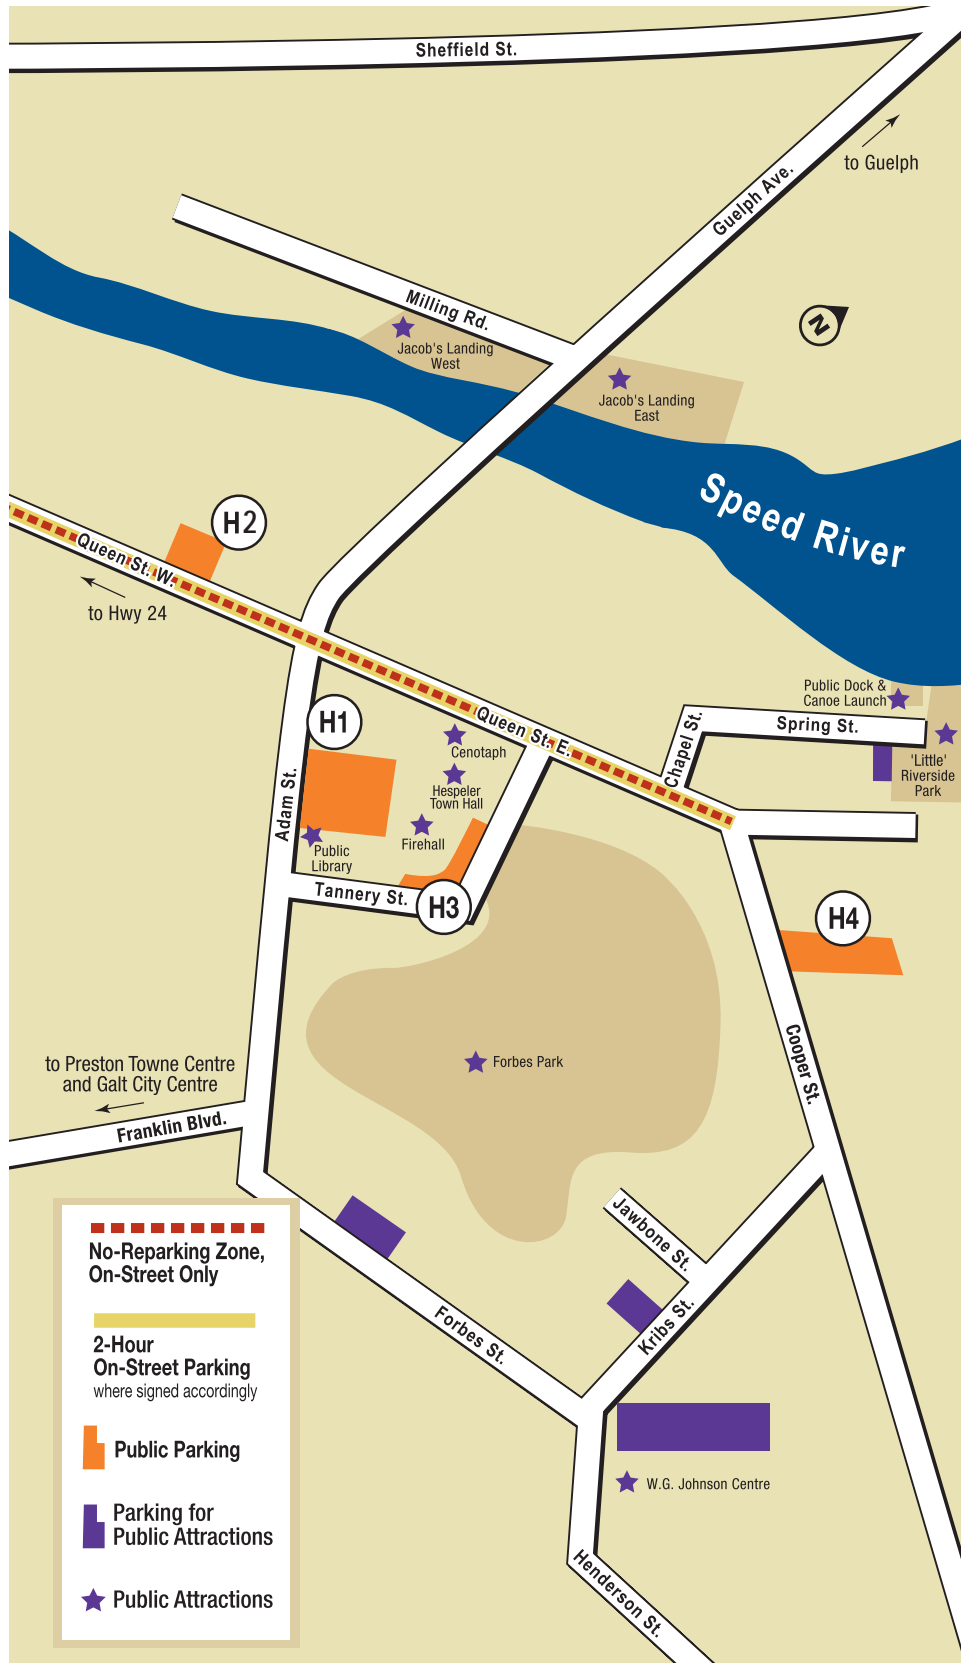 Sheffield St.
to Guelph
Guelph Ave.
N
Milling Rd.
Jacob's Landing
West
Jacob's Landing
East
Speed River
H2
Queen St. W.
to Hwy 24
Public Dock &
Canoe Launch
Spring St.
Chapel St.
'Little'
Riverside
Park
H1
Queen St. E.
Cenotaph
Hespeler
Town Hall
Firehall
Adam St.
Public
Library
Tannery St.
H3
H4
Cooper St.
Forbes Park
to Preston Towne Centre
and Galt City Centre
Franklin Blvd.
Jawbone St.
Kribs St.
Forbes St.
W.G. Johnson Centre
Henderson St.
No-Reparking Zone,
On-Street Only
2-Hour
On-Street Parking
where signed accordingly
Public Parking
Parking for
Public Attractions
Public Attractions